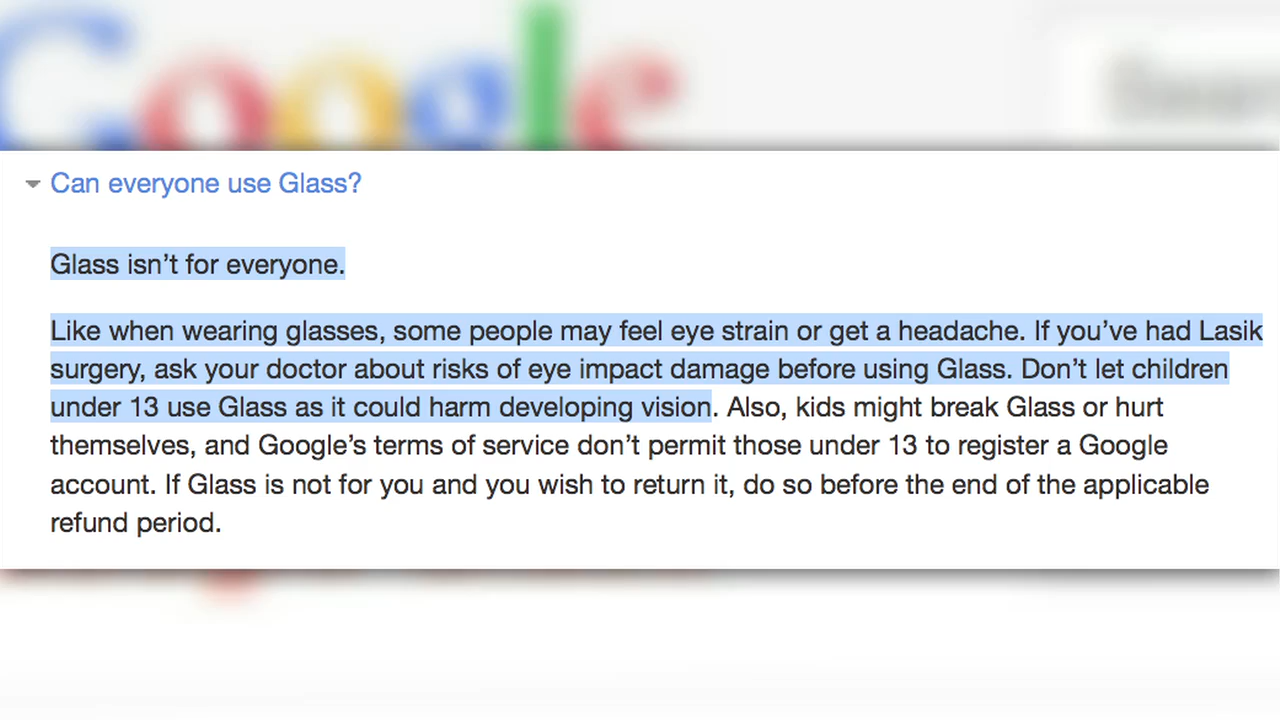 Google
Can everyone use Glass?
Glass isn’t for everyone.
Like when wearing glasses, some people may feel eye strain or get a headache. If you’ve had Lasik
surgery, ask your doctor about risks of eye impact damage before using Glass. Don’t let children
under 13 use Glass as it could harm developing vision. Also, kids might break Glass or hurt
themselves, and Google’s terms of service don’t permit those under 13 to register a Google
account. If Glass is not for you and you wish to return it, do so before the end of the applicable
refund period.